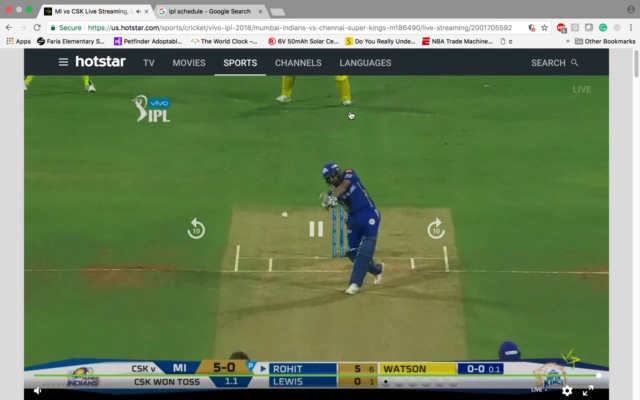 MI vs CSK Live Streaming,
ipl schedule - Google Search
Secure https://us.hotstar.com/sports/cricket/vivo-ipl-2018/mumbai-indians-vs-chennai-super-kings-m186490/live-streaming/2001705592
Apps
Faria Elementary S...
Petfinder Adoptabl...
The World Clock –...
6V 50mAh Solar Ce...
Do You Really Unde...
NBA Trade Machine...
c
»
Other Bookmarks
hotstar
TV
MOVIES
SPORTS
CHANNELS
LANGUAGES
SEARCH
vivo
IPL
LIVE
10
10
CSK v MI 5-0 P ROHIT 5 6 WATSON 0-0 0.1
CSK WON TOSS 1.1 LEWIS 0 1
INDIANS
LIVE